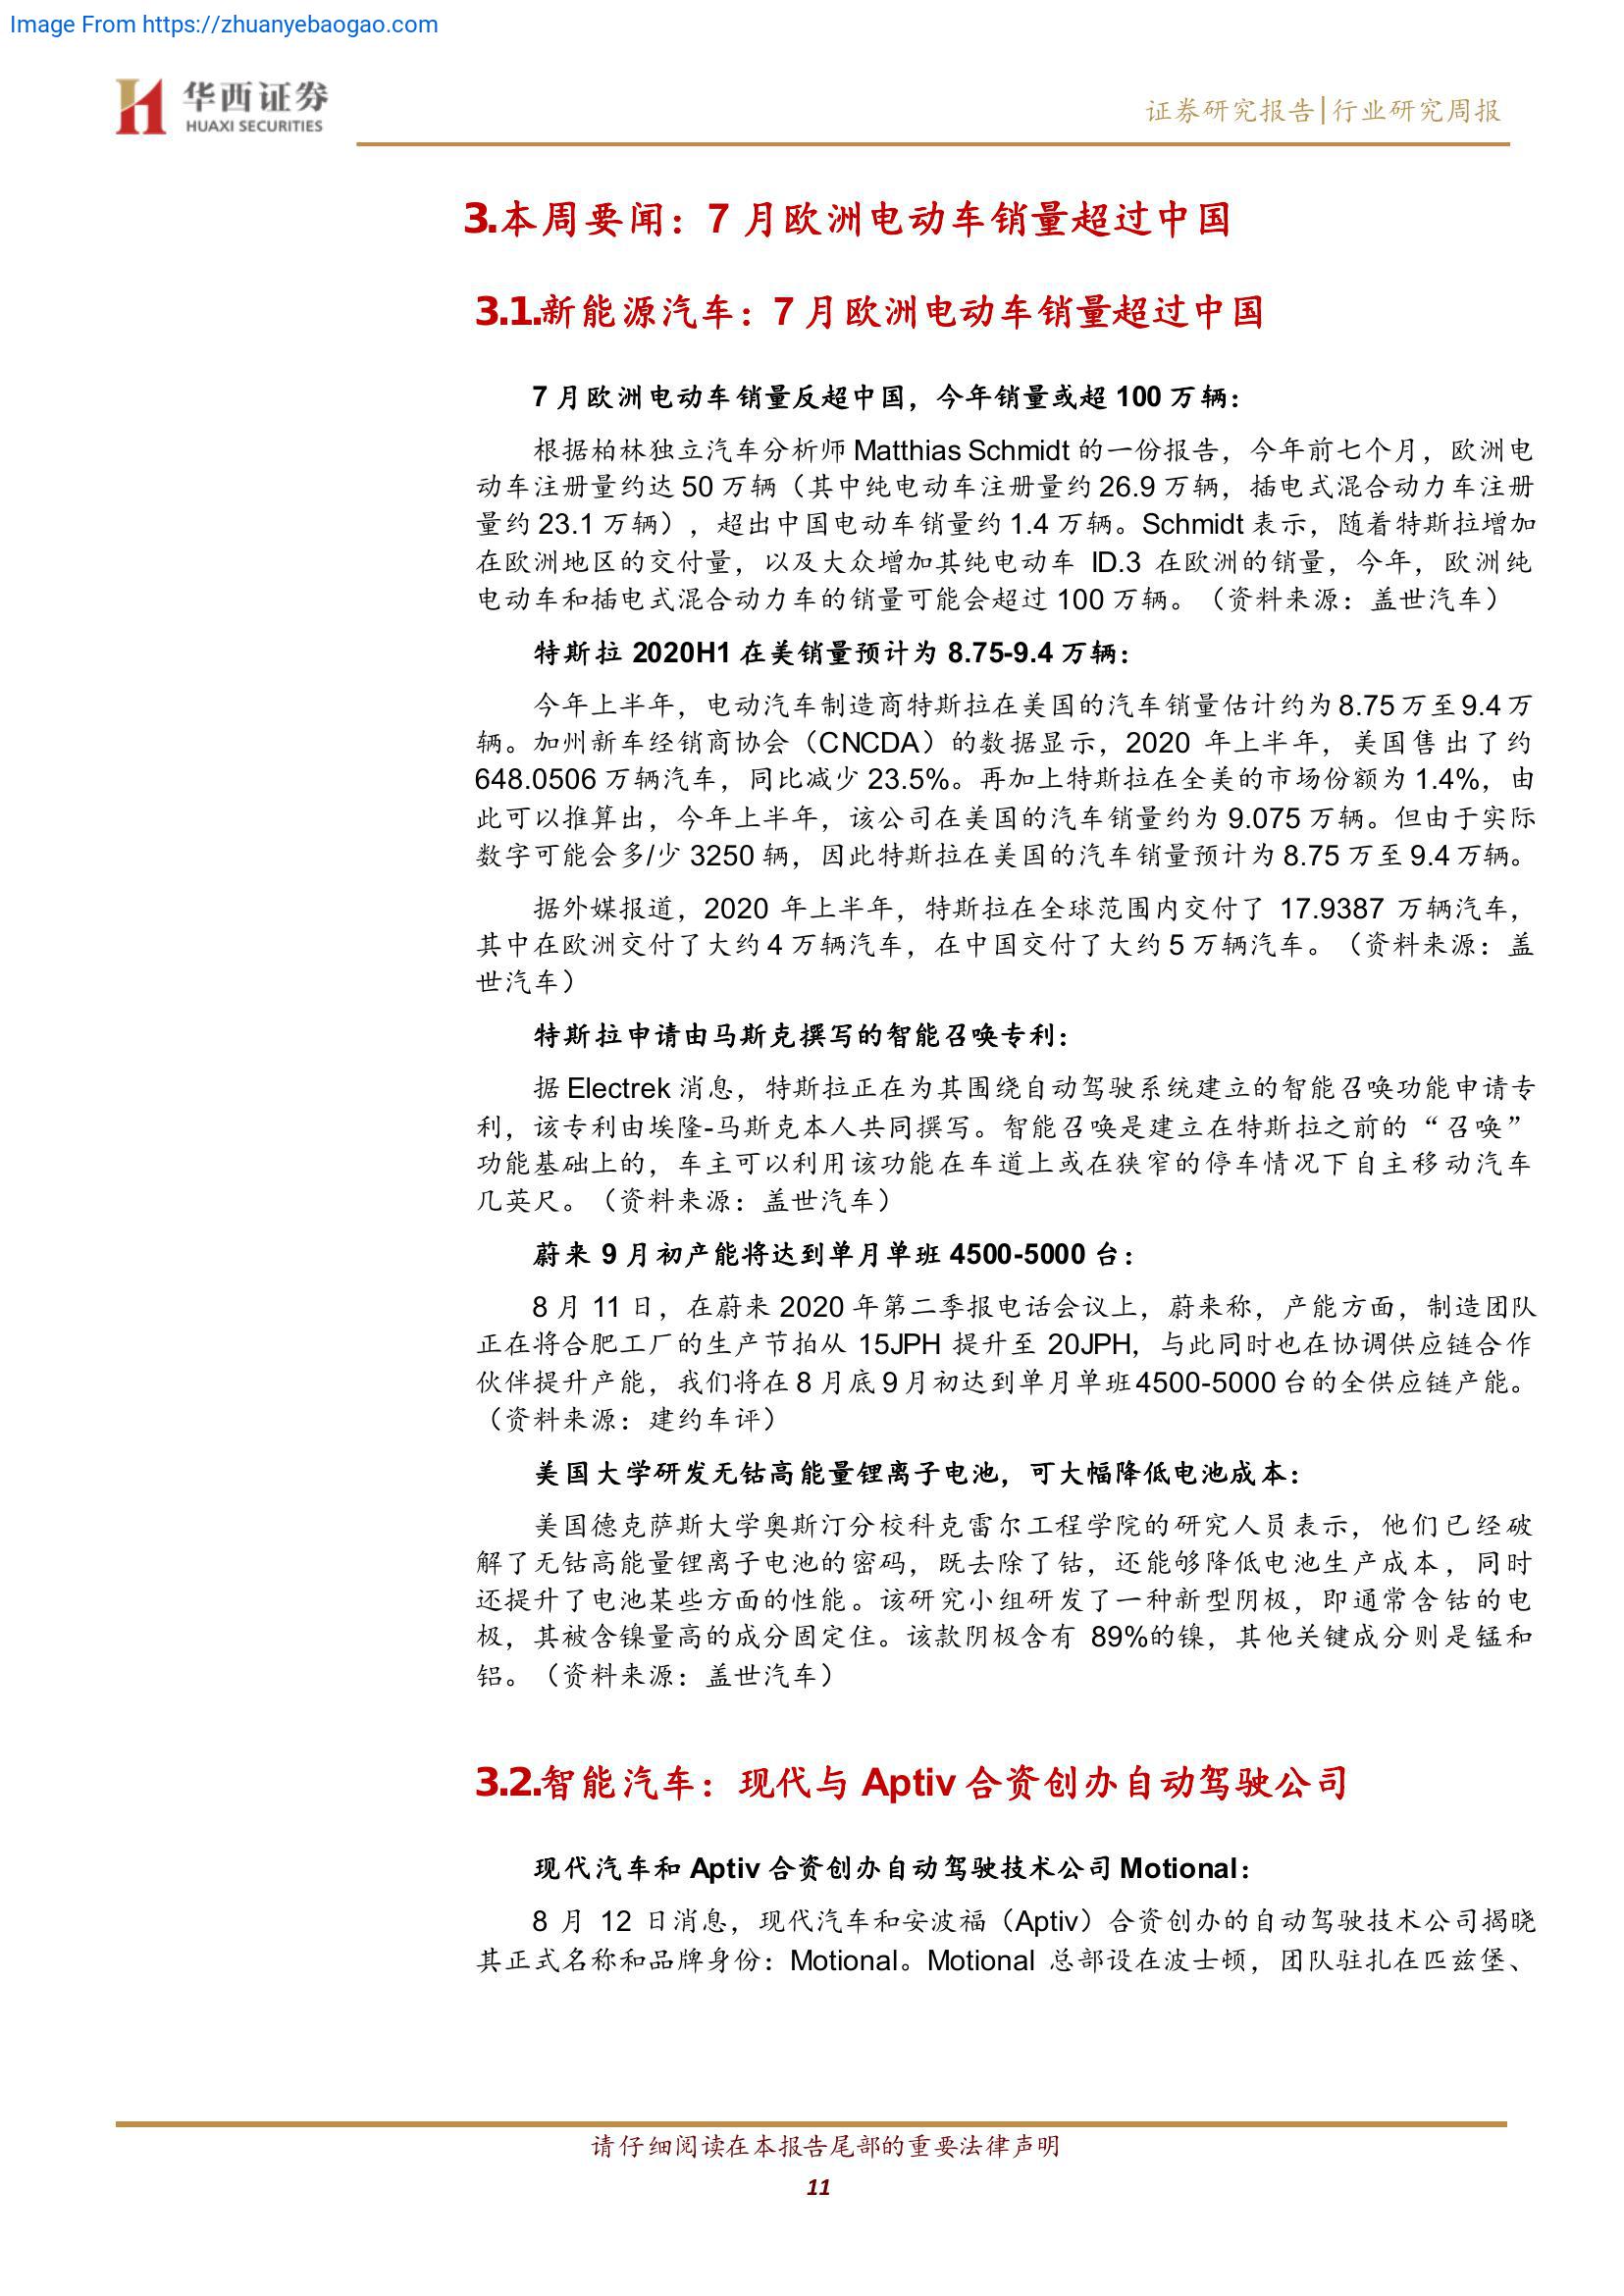 Image From https://zhuanyebaogao.com
华西证券
HUAXI SECURITIES
证券研究报告|行业研究周报
3.本周要闻：7 月欧洲电动车销量超过中国
3.1.新能源汽车：7 月欧洲电动车销量超过中国
7 月欧洲电动车销量反超中国，今年销量或超 100 万辆：
根据柏林独立汽车分析师 Matthias Schmidt 的一份报告，今年前七个月，欧洲电
动车注册量约达 50 万辆（其中纯电动车注册量约 26.9 万辆，插电式混合动力车注册
量约 23.1 万辆），超出中国电动车销量约 1.4 万辆。Schmidt 表示，随着特斯拉增加
在欧洲地区的交付量，以及大众增加其纯电动车 ID.3 在欧洲的销量，今年，欧洲纯
电动车和插电式混合动力车的销量可能会超过 100 万辆。（资料来源：盖世汽车）
特斯拉 2020H1 在美销量预计为 8.75-9.4 万辆：
今年上半年，电动汽车制造商特斯拉在美国的汽车销量估计约为 8.75 万至 9.4 万
辆。加州新车经销商协会（CNCDA）的数据显示，2020 年上半年，美国售出了约
648.0506 万辆汽车，同比减少 23.5%。再加上特斯拉在全美的市场份额为 1.4%，由
此可以推算出，今年上半年，该公司在美国的汽车销量约为 9.075 万辆。但由于实际
数字可能会多/少 3250 辆，因此特斯拉在美国的汽车销量预计为 8.75 万至 9.4 万辆。
据外媒报道，2020 年上半年，特斯拉在全球范围内交付了 17.9387 万辆汽车，
其中在欧洲交付了大约 4 万辆汽车，在中国交付了大约 5 万辆汽车。（资料来源：盖
世汽车）
特斯拉申请由马斯克撰写的智能召唤专利：
据 Electrek 消息，特斯拉正在为其围绕自动驾驶系统建立的智能召唤功能申请专
利，该专利由埃隆-马斯克本人共同撰写。智能召唤是建立在特斯拉之前的“召唤”
功能基础上的，车主可以利用该功能在车道上或在狭窄的停车情况下自主移动汽车
几英尺。（资料来源：盖世汽车）
蔚来 9 月初产能将达到单月单班 4500-5000 台：
8 月 11 日，在蔚来 2020 年第二季报电话会议上，蔚来称，产能方面，制造团队
正在将合肥工厂的生产节拍从 15JPH 提升至 20JPH，与此同时也在协调供应链合作
伙伴提升产能，我们将在 8 月底 9 月初达到单月单班 4500-5000 台的全供应链产能。
（资料来源：建约车评）
美国大学研发无钴高能量锂离子电池，可大幅降低电池成本：
美国德克萨斯大学奥斯汀分校科克雷尔工程学院的研究人员表示，他们已经破
解了无钴高能量锂离子电池的密码，既去除了钴，还能够降低电池生产成本，同时
还提升了电池某些方面的性能。该研究小组研发了一种新型阴极，即通常含钴的电
极，其被含镍量高的成分固定住。该款阴极含有 89%的镍，其他关键成分则是锰和
铝。（资料来源：盖世汽车）
3.2.智能汽车：现代与 Aptiv 合资创办自动驾驶公司
现代汽车和 Aptiv 合资创办自动驾驶技术公司 Motional：
8 月 12 日消息，现代汽车和安波福（Aptiv）合资创办的自动驾驶技术公司揭晓
其正式名称和品牌身份：Motional。Motional 总部设在波士顿，团队驻扎在匹兹堡、
请仔细阅读在本报告尾部的重要法律声明
11